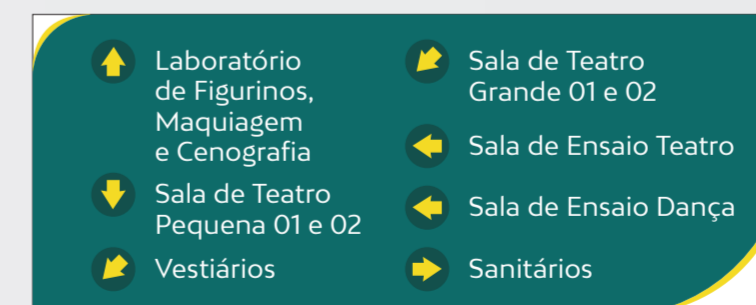 Laboratório
de Figurinos,
Maquiagem
e Cenografia
Sala de Teatro
Pequena 01 e 02
Vestiários
Sala de Teatro
Grande 01 e 02
Sala de Ensaio Teatro
Sala de Ensaio Dança
Sanitários